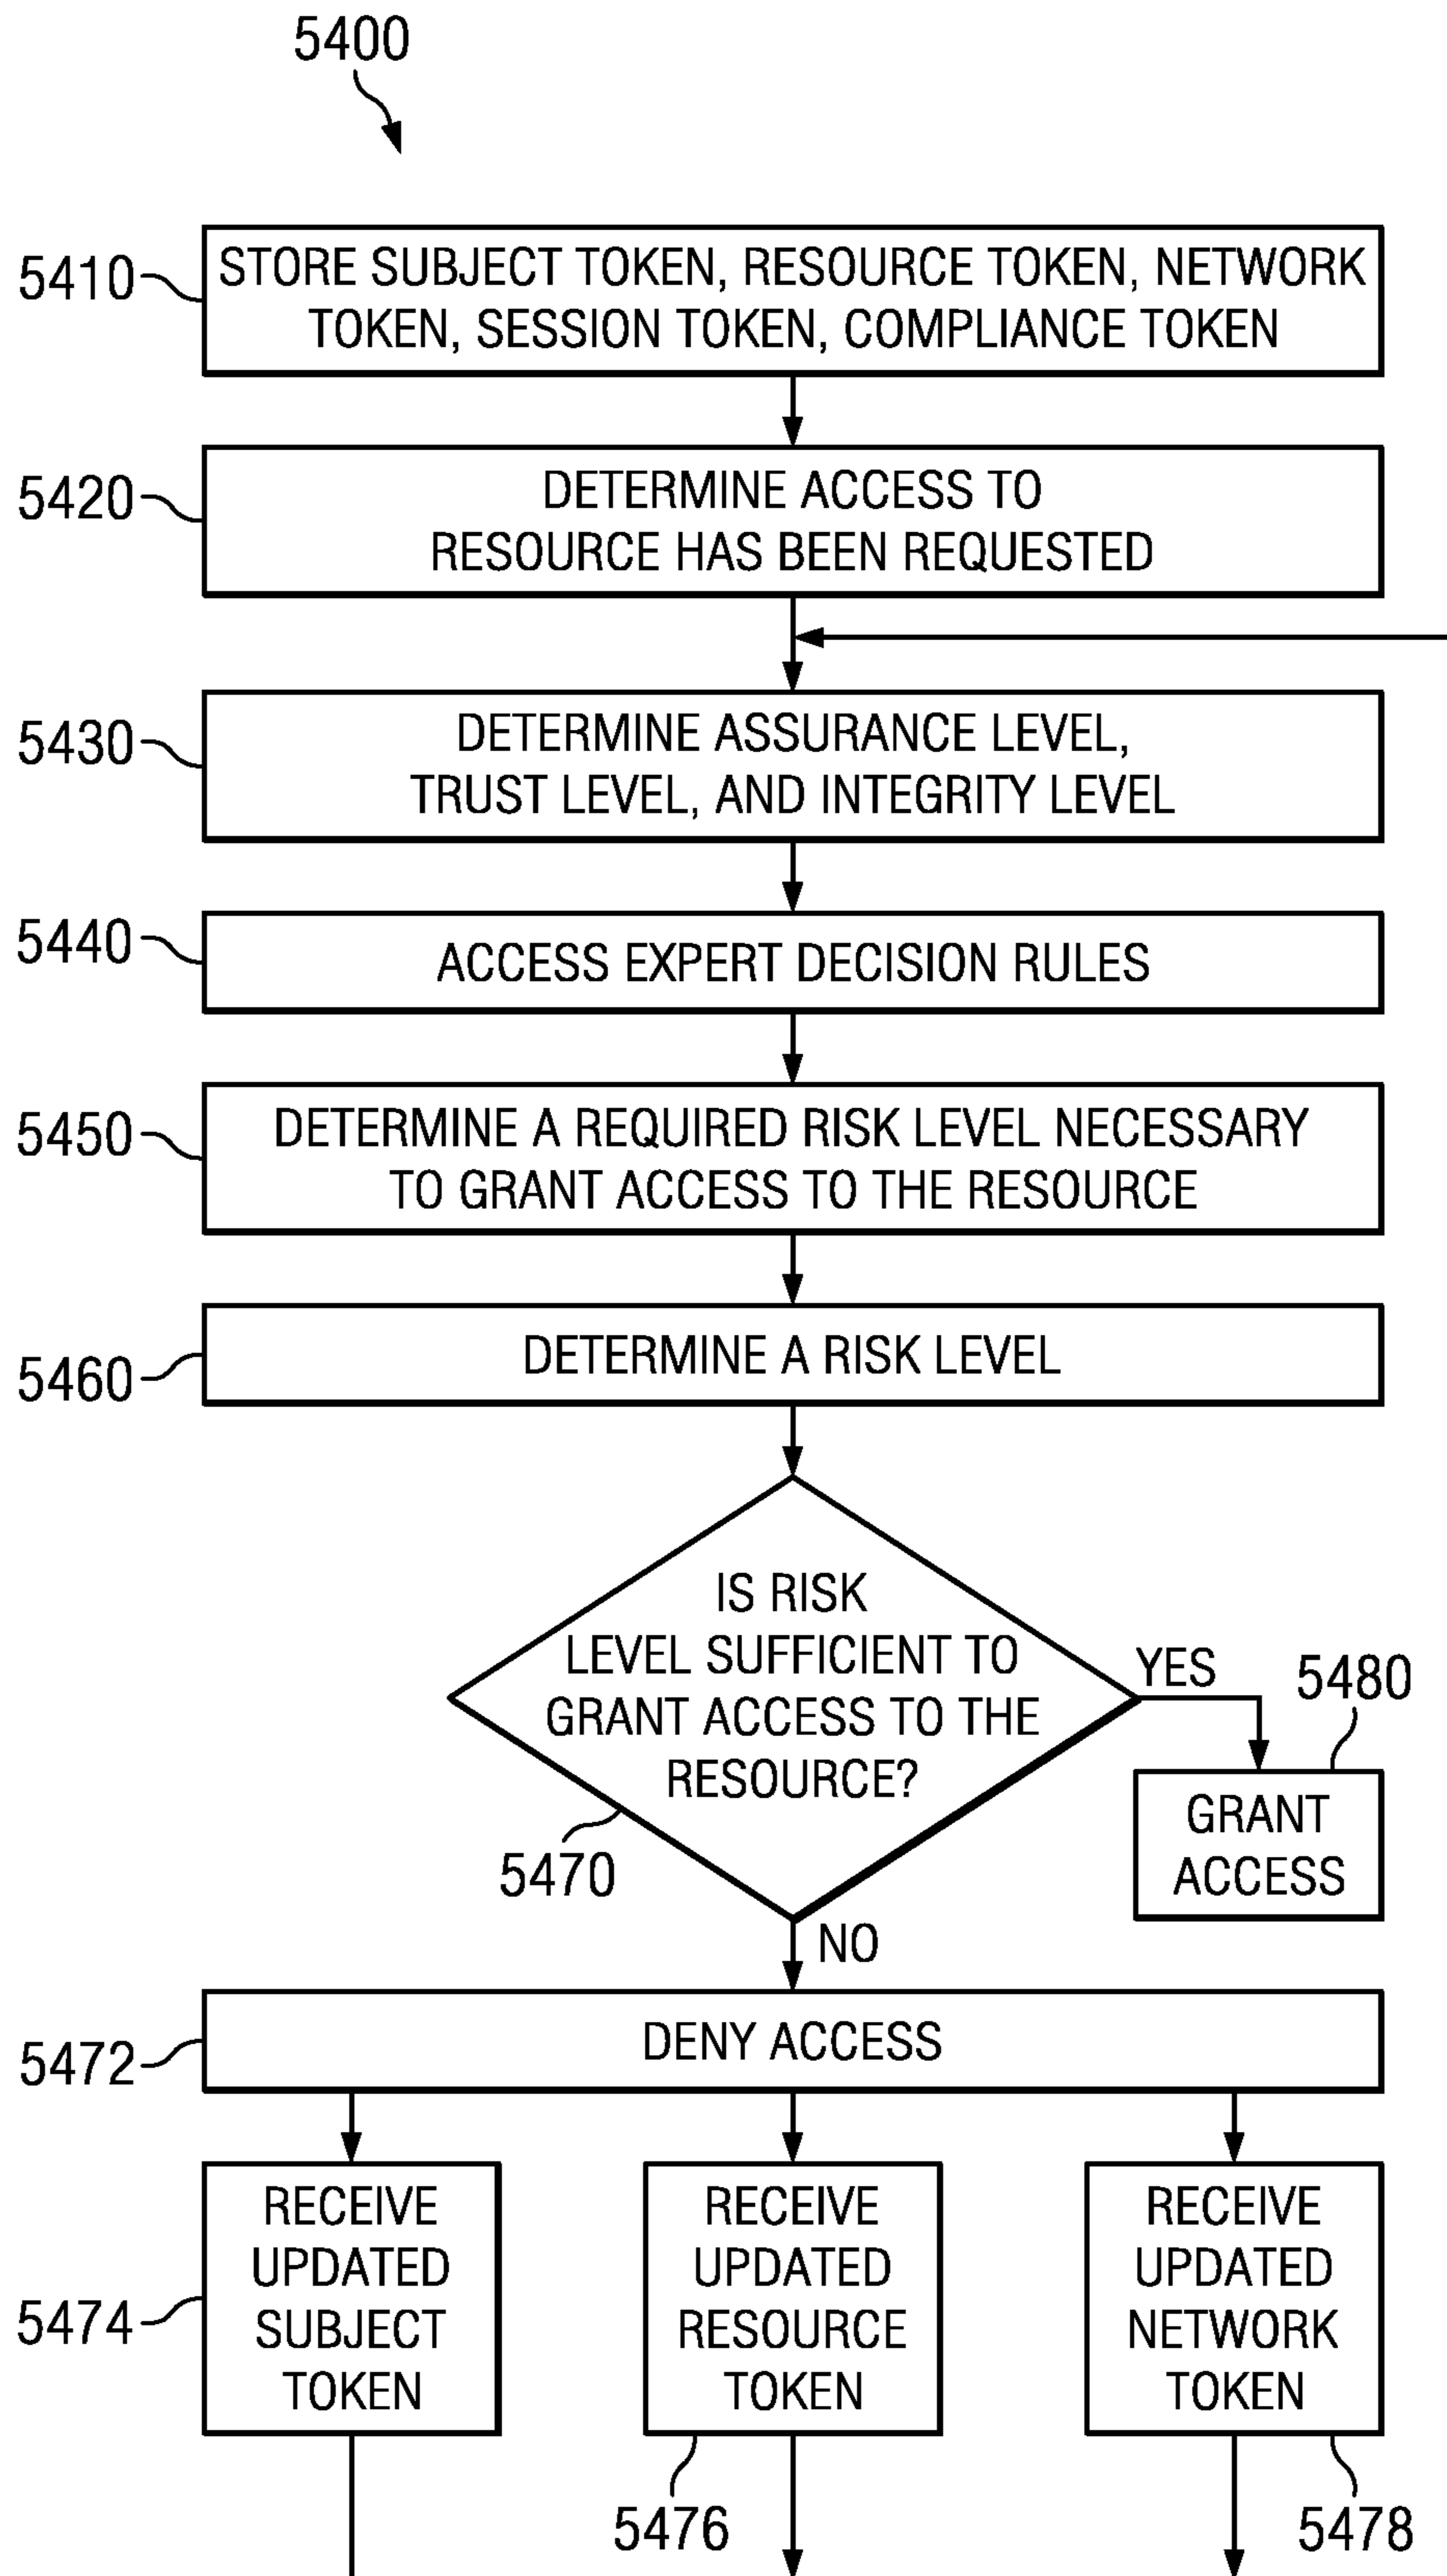 5400
5410
STORE SUBJECT TOKEN, RESOURCE TOKEN, NETWORK
TOKEN, SESSION TOKEN, COMPLIANCE TOKEN
5420
DETERMINE ACCESS TO
RESOURCE HAS BEEN REQUESTED
5430
DETERMINE ASSURANCE LEVEL,
TRUST LEVEL, AND INTEGRITY LEVEL
5440
ACCESS EXPERT DECISION RULES
5450
DETERMINE A REQUIRED RISK LEVEL NECESSARY
TO GRANT ACCESS TO THE RESOURCE
5460
DETERMINE A RISK LEVEL
IS RISK
LEVEL SUFFICIENT TO
GRANT ACCESS TO THE
RESOURCE?
5470
YES
5480
GRANT
ACCESS
NO
5472
DENY ACCESS
5474
RECEIVE
UPDATED
SUBJECT
TOKEN
RECEIVE
UPDATED
RESOURCE
TOKEN
5476
RECEIVE
UPDATED
NETWORK
TOKEN
5478